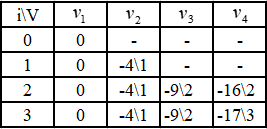 i\V v₁ v₂ v₃ v₄
0 0 - - -
1 0 -4\1 - -
2 0 -4\1 -9\2 -16\2
3 0 -4\1 -9\2 -17\3